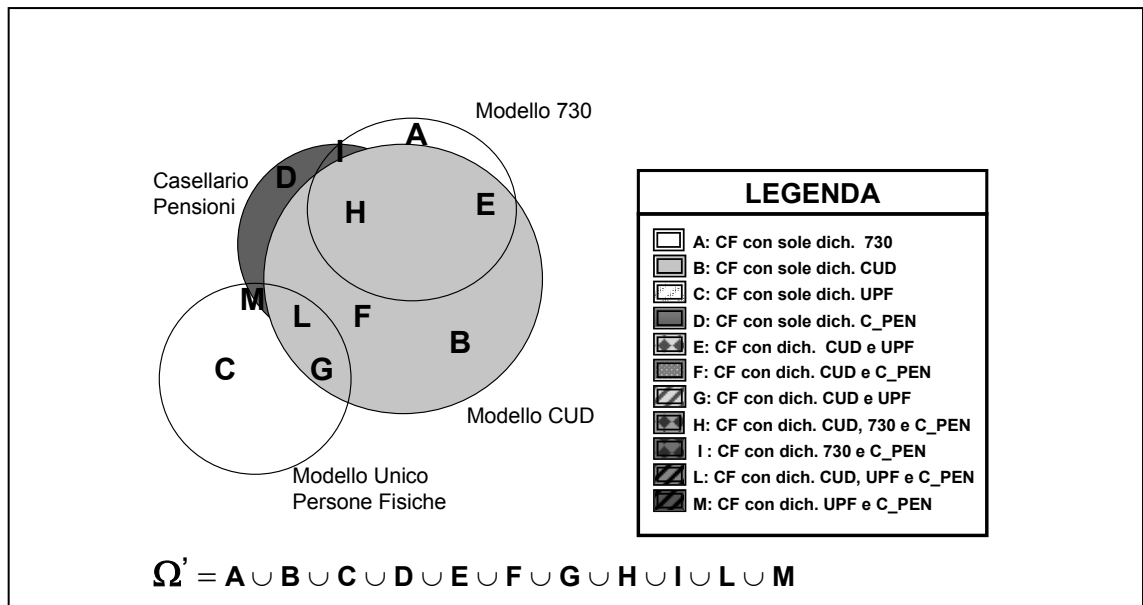 Modello 730
A
I
D
Casellario
Pensioni
H
E
M
L
F
B
C
G
Modello CUD
Modello Unico
Persone Fisiche
LEGENDA
A: CF con sole dich. 730
B: CF con sole dich. CUD
C: CF con sole dich. UPF
D: CF con sole dich. C_PEN
E: CF con dich. CUD e UPF
F: CF con dich. CUD e C_PEN
G: CF con dich. CUD e UPF
H: CF con dich. CUD, 730 e C_PEN
I : CF con dich. 730 e C_PEN
L: CF con dich. CUD, UPF e C_PEN
M: CF con dich. UPF e C_PEN
Ω’ = A ∪ B ∪ C ∪ D ∪ E ∪ F ∪ G ∪ H ∪ I ∪ L ∪ M